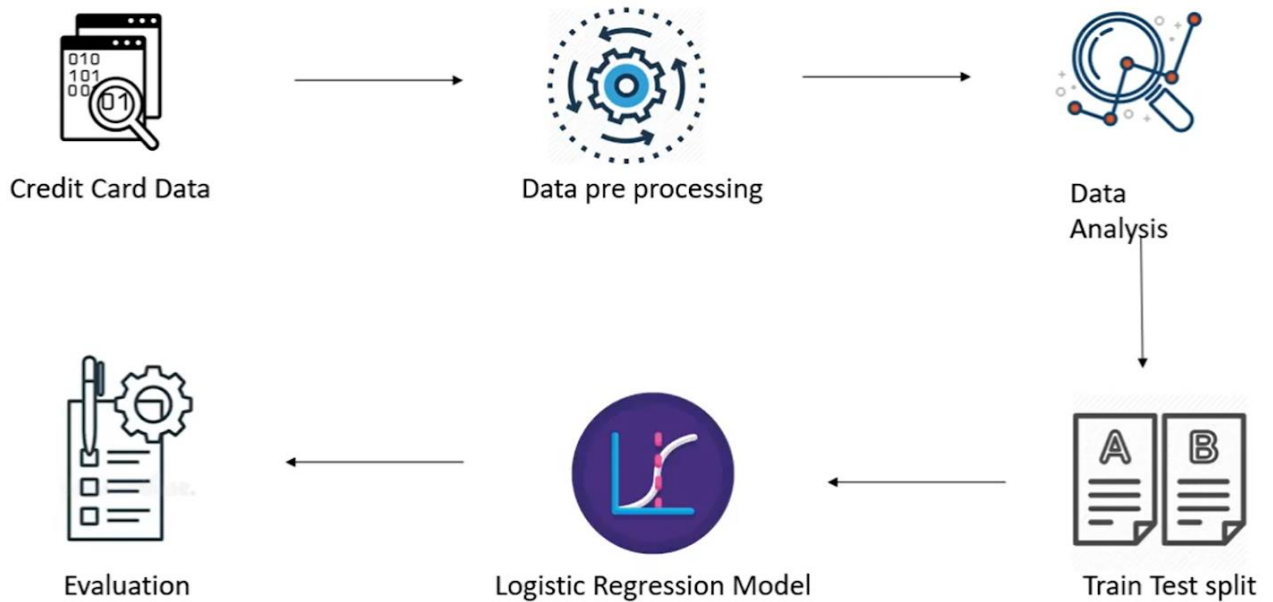 010
101
00
01
Credit Card Data
Data pre processing
Data
Analysis
A
B
Train Test split
Logistic Regression Model
Evaluation